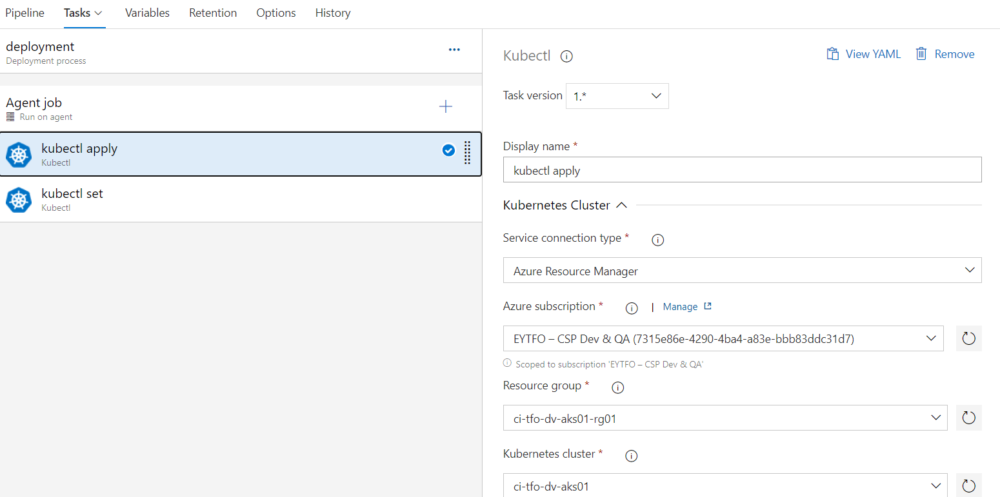 Pipeline Tasks Variables Retention Options History
deployment
Deployment process
Agent job
Run on agent
kubectl apply
Kubectl
kubectl set
Kubectl
Kubectl
View YAML Remove
Task version 1.*
Display name *
kubectl apply
Kubernetes Cluster
Service connection type *
Azure Resource Manager
Azure subscription * | Manage
EYTFO – CSP Dev & QA (7315e86e-4290-4ba4-a83e-bbb83ddc31d7)
Scoped to subscription 'EYTFO – CSP Dev & QA'
Resource group *
ci-tfo-dv-aks01-rg01
Kubernetes cluster *
ci-tfo-dv-aks01